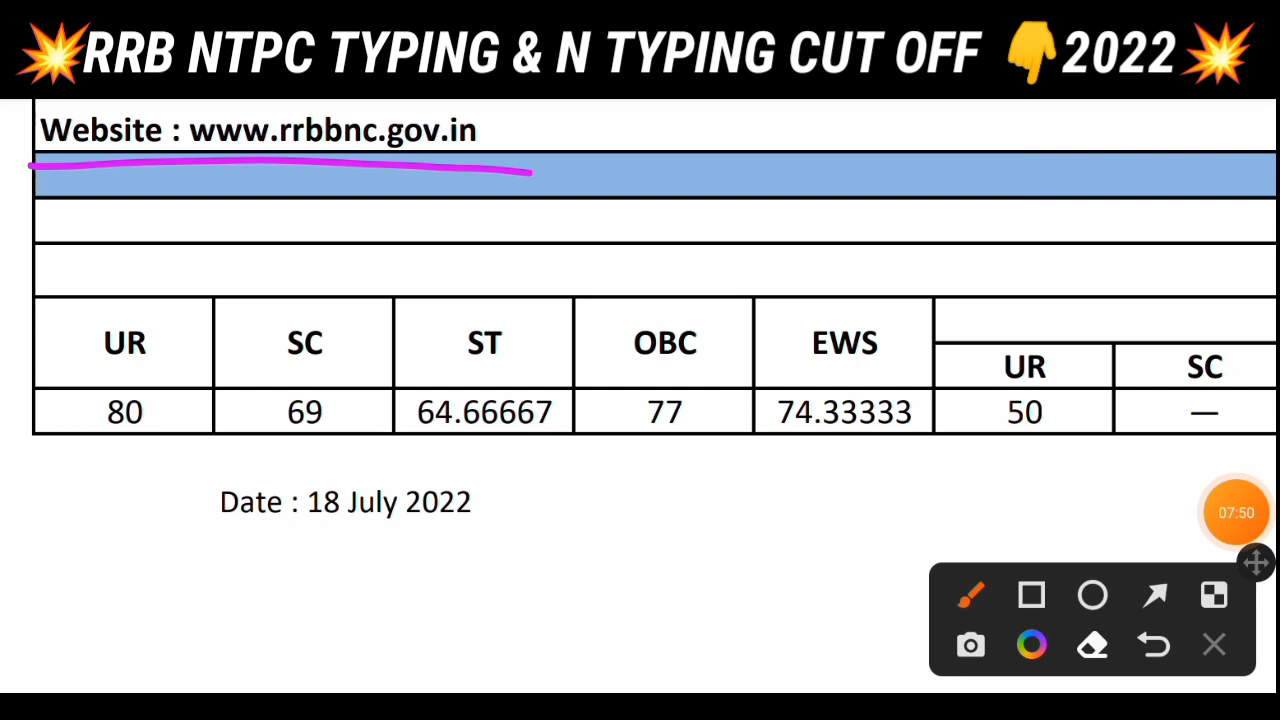 💥RRB NTPC TYPING & N TYPING CUT OFF 👇2022💥
Website : www.rrbbnc.gov.in
UR SC ST OBC EWS
UR SC
80 69 64.66667 77 74.33333 50 —
Date : 18 July 2022
07:50